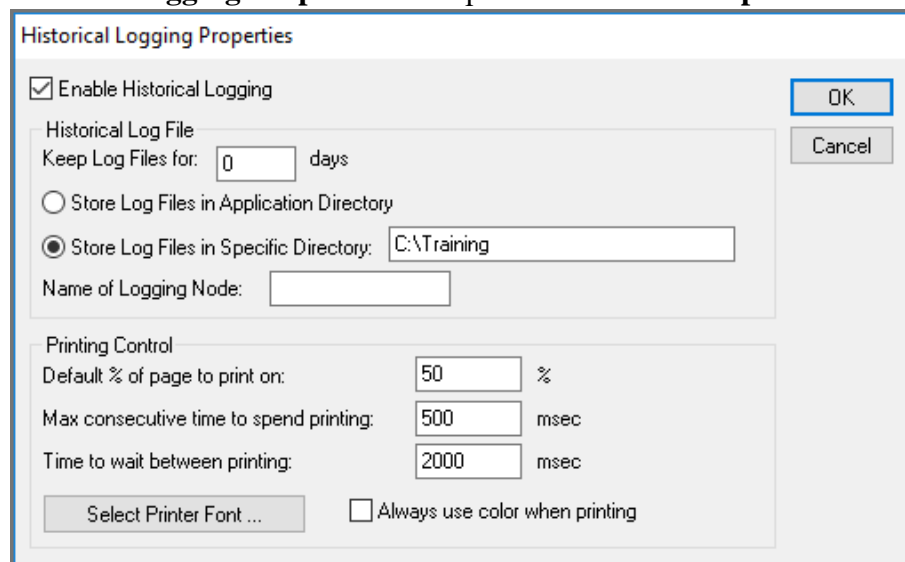 Historical Logging Properties
Enable Historical Logging
OK
Historical Log File
Cancel
Keep Log Files for: 0 days
Store Log Files in Application Directory
Store Log Files in Specific Directory: C:\Training
Name of Logging Node:
Printing Control
Default % of page to print on: 50 %
Max consecutive time to spend printing: 500 msec
Time to wait between printing: 2000 msec
Select Printer Font ... Always use color when printing